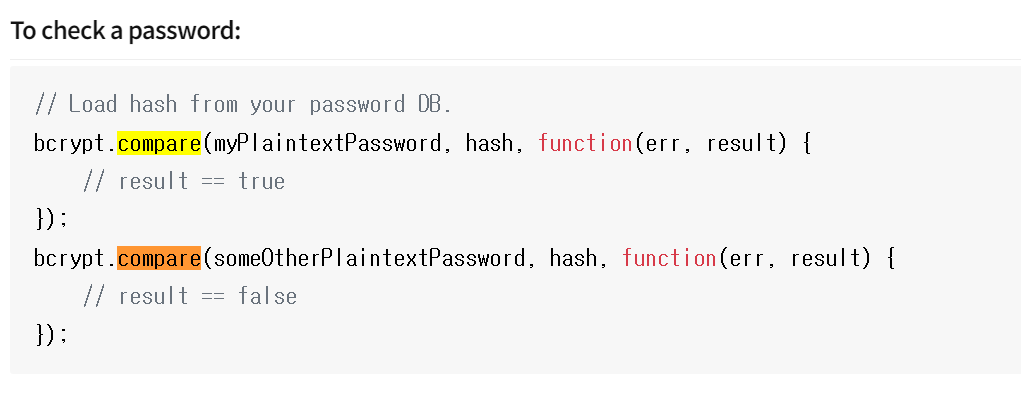 To check a password:
// Load hash from your password DB.
bcrypt.compare(myPlaintextPassword, hash, function(err, result) {
    // result == true
});
bcrypt.compare(someOtherPlaintextPassword, hash, function(err, result) {
    // result == false
});